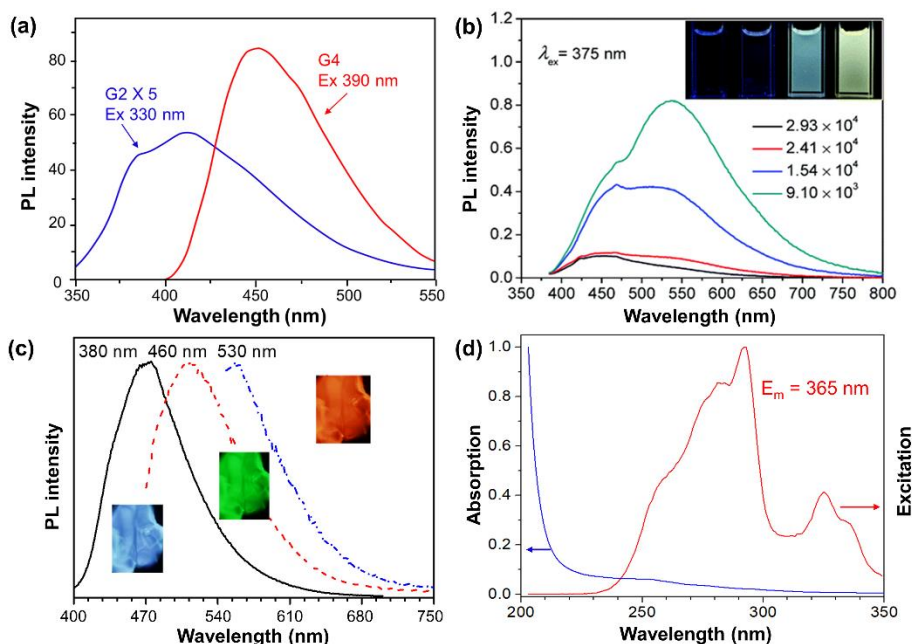 (a)
80
60
40
20
0
G2 X 5
Ex 330 nm
G4
Ex 390 nm
PL intensity
350 400 450 500 550
Wavelength (nm)
(b)
1.2
1.0
0.8
0.6
0.4
0.2
0.0
λex = 375 nm
2.93 × 10⁴
2.41 × 10⁴
1.54 × 10⁴
9.10 × 10³
PL intensity
350 400 450 500 550 600 650 700 750 800
Wavelength (nm)
(c)
380 nm 460 nm 530 nm
PL intensity
400 470 540 610 680 750
Wavelength (nm)
(d)
1.0
0.8
0.6
0.4
0.2
0.0
Em = 365 nm
Absorption
Excitation
200 250 300 350
Wavelength (nm)